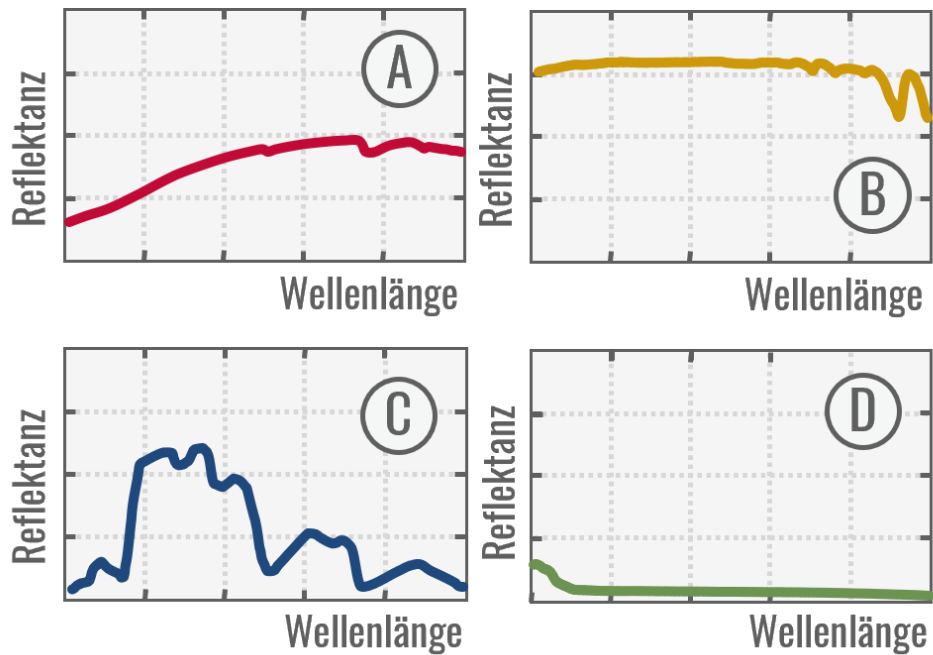 Reflektanz
A
Wellenlänge
Reflektanz
B
Wellenlänge
Reflektanz
C
Wellenlänge
Reflektanz
D
Wellenlänge